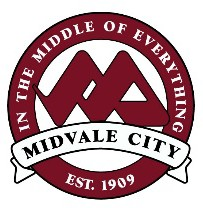 IN THE MIDDLE OF EVERYTHING
MIDVALE CITY
EST. 1909